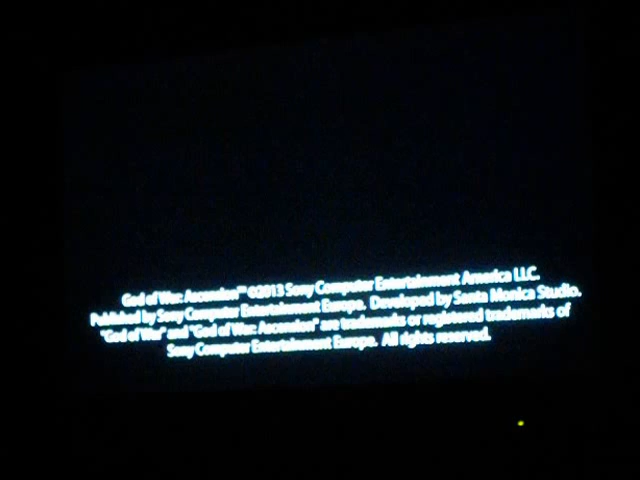 God of War: Ascension™ ©2013 Sony Computer Entertainment America LLC.
Published by Sony Computer Entertainment Europe. Developed by Santa Monica Studio.
"God of War" and "God of War: Ascension" are trademarks or registered trademarks of
Sony Computer Entertainment Europe. All rights reserved.